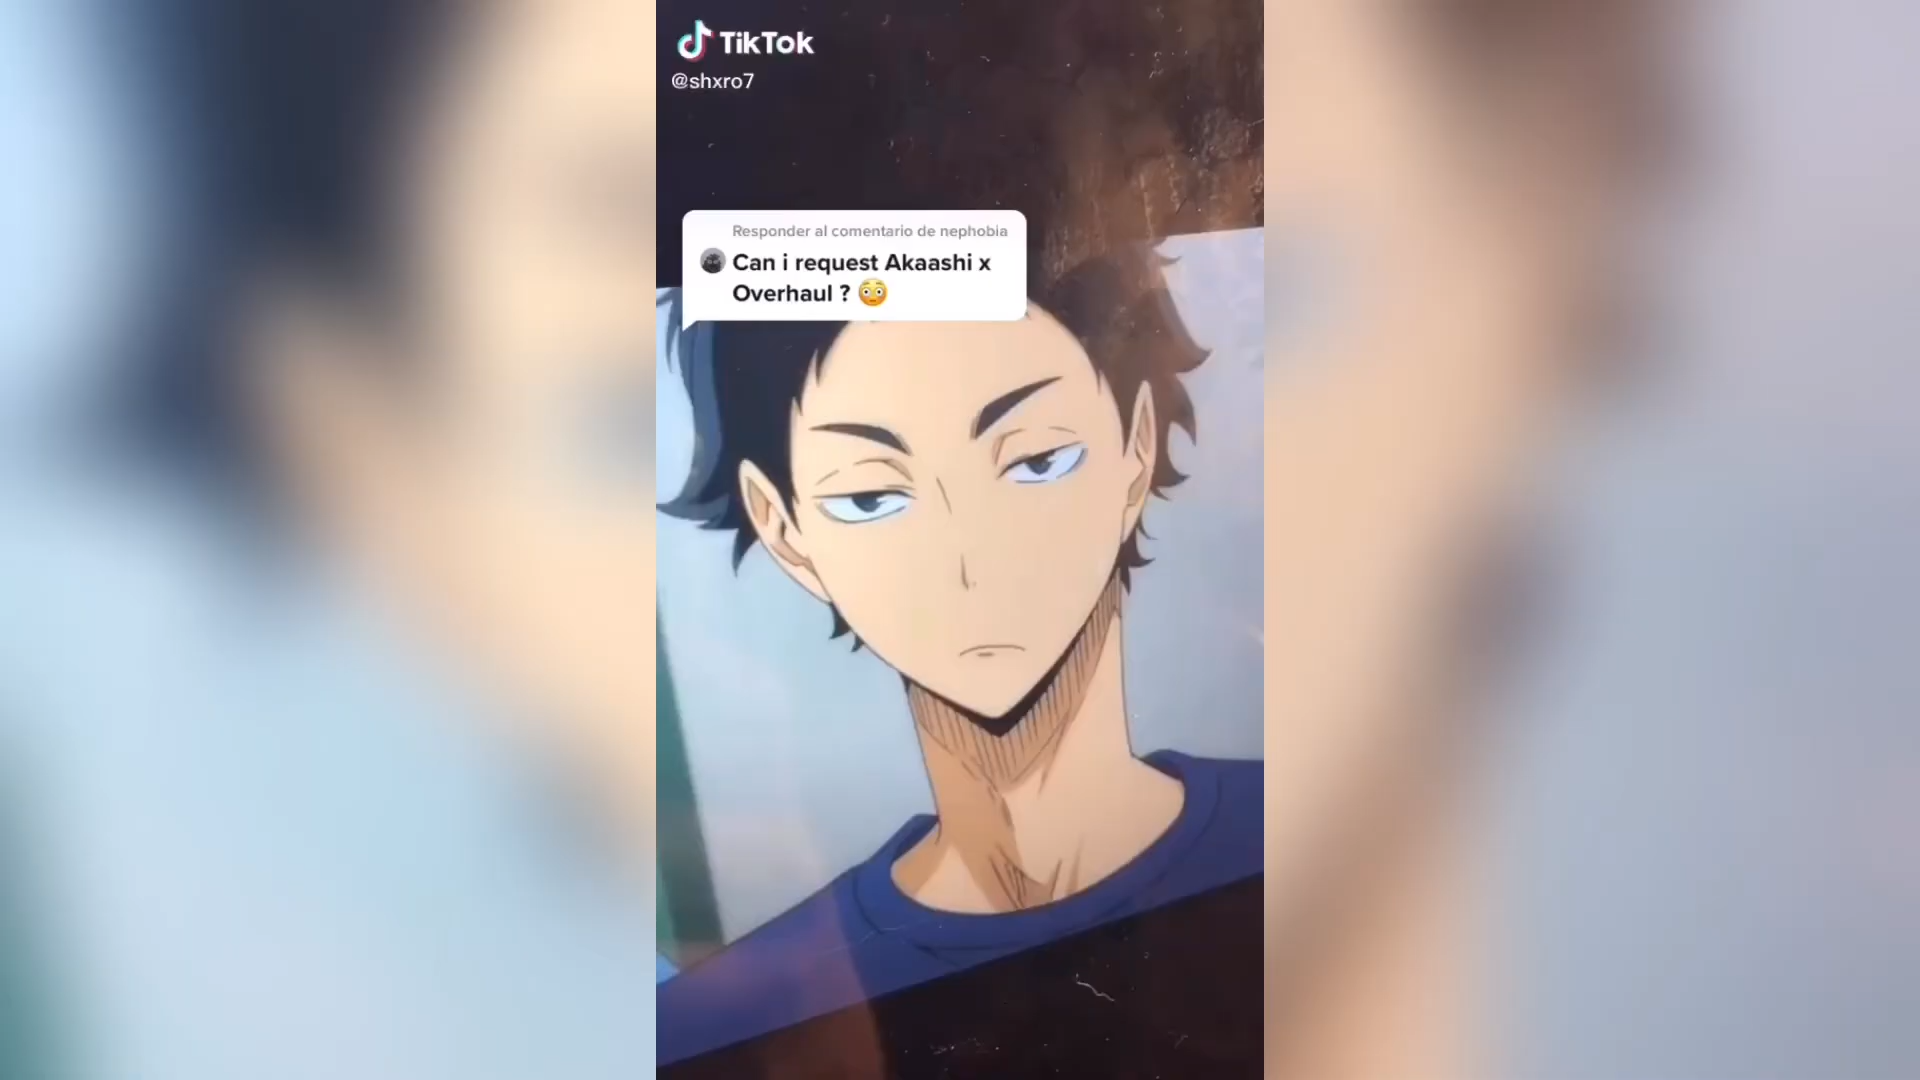 TikTok
@shxro7
Responder al comentario de nephobia
Can i request Akaashi x
Overhaul ? 😳